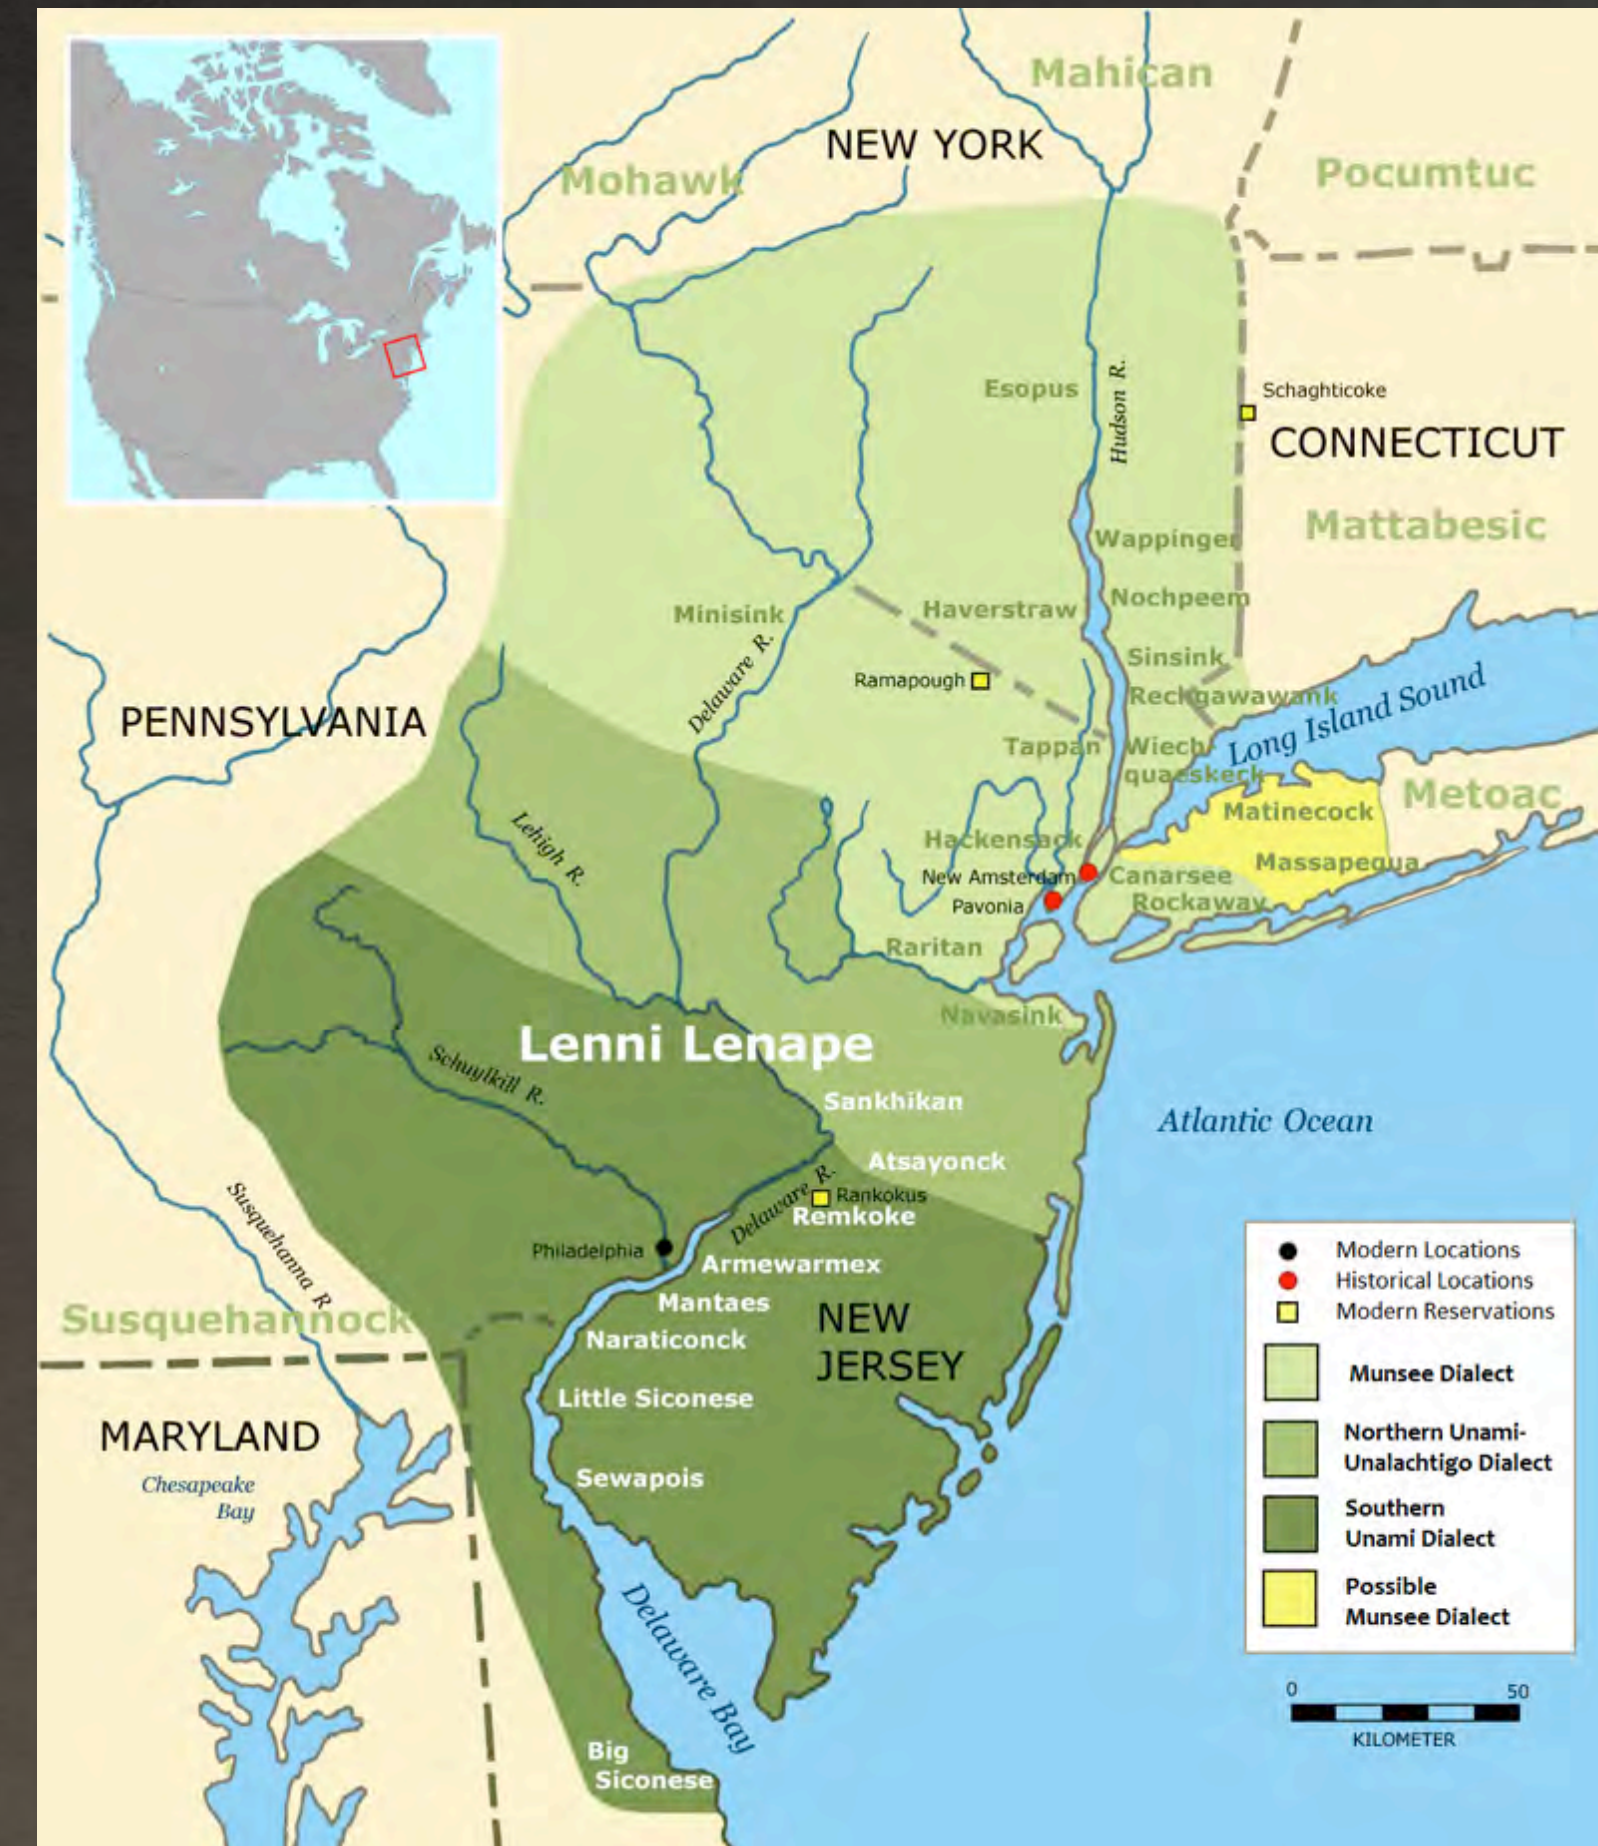 Mahican
NEW YORK
Mohawk
Pocumtuc
Esopus
Hudson R.
Schaghticoke
CONNECTICUT
Mattabesic
Wappinger
Nochpeem
Haverstraw
Minisink
Delaware R.
Sinsink
Ramapough
Rechgawawank
PENNSYLVANIA
Tappan
Wiech-
quaeskeck
Long Island Sound
Metoac
Matinecock
Lehigh R.
Hackensack
Massapequa
New Amsterdam
Canarsee
Pavonia
Rockaway
Raritan
Navasink
Lenni Lenape
Schuylkill R.
Sankhikan
Atlantic Ocean
Atsayonck
Delaware R.
Rankokus
Remkoke
Susquehanna R
Philadelphia
Armewarmex
Mantaes
Susquehannock
NEW
JERSEY
Naraticonck
Little Siconese
MARYLAND
Chesapeake
Bay
Sewapois
Delaware Bay
Big
Siconese
Modern Locations
Historical Locations
Modern Reservations
Munsee Dialect
Northern Unami-
Unalachtigo Dialect
Southern
Unami Dialect
Possible
Munsee Dialect
0 50
KILOMETER